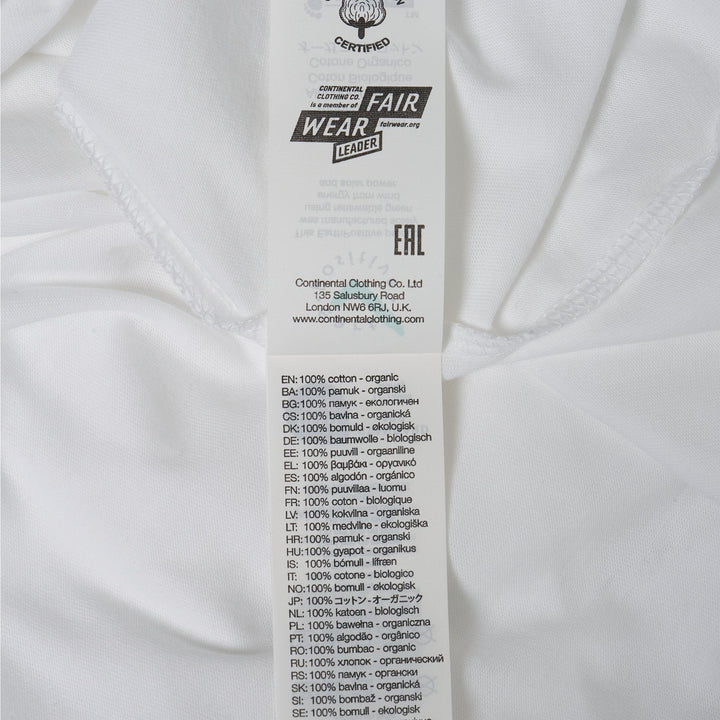 CERTIFIED
CONTINENTAL
CLOTHING CO.
is a member of
FAIR
WEAR
fairwear.org
LEADER
EAC
Continental Clothing Co. Ltd
135 Salusbury Road
London NW6 6RJ, U.K.
www.continentalclothing.com
EN: 100% cotton - organic
BA: 100% pamuk - organski
BG: 100% памук - екологичен
CS: 100% bavlna - organická
DK: 100% bomuld - økologisk
DE: 100% baumwolle - biologisch
EE: 100% puuvill - orgaaniline
EL: 100% βαμβάκι - οργανικό
ES: 100% algodón - orgánico
FN: 100% puuvillaa - luomu
FR: 100% coton - biologique
LV: 100% kokvilna - organiska
LT: 100% medvilne - ekologiška
HR: 100% pamuk - organski
HU: 100% gyapot - organikus
IS: 100% bómull - lífræn
IT: 100% cotone - biologico
NO: 100% bomull - økologisk
JP: 100% コットン - オーガニック
NL: 100% katoen - biologisch
PL: 100% bawełna - organiczna
PT: 100% algodão - orgânico
RO: 100% bumbac - organic
RU: 100% хлопок - органический
RS: 100% памук - органски
SK: 100% bavlna - organická
SI: 100% bombaž - organski
SE: 100% bomull - ekologisk